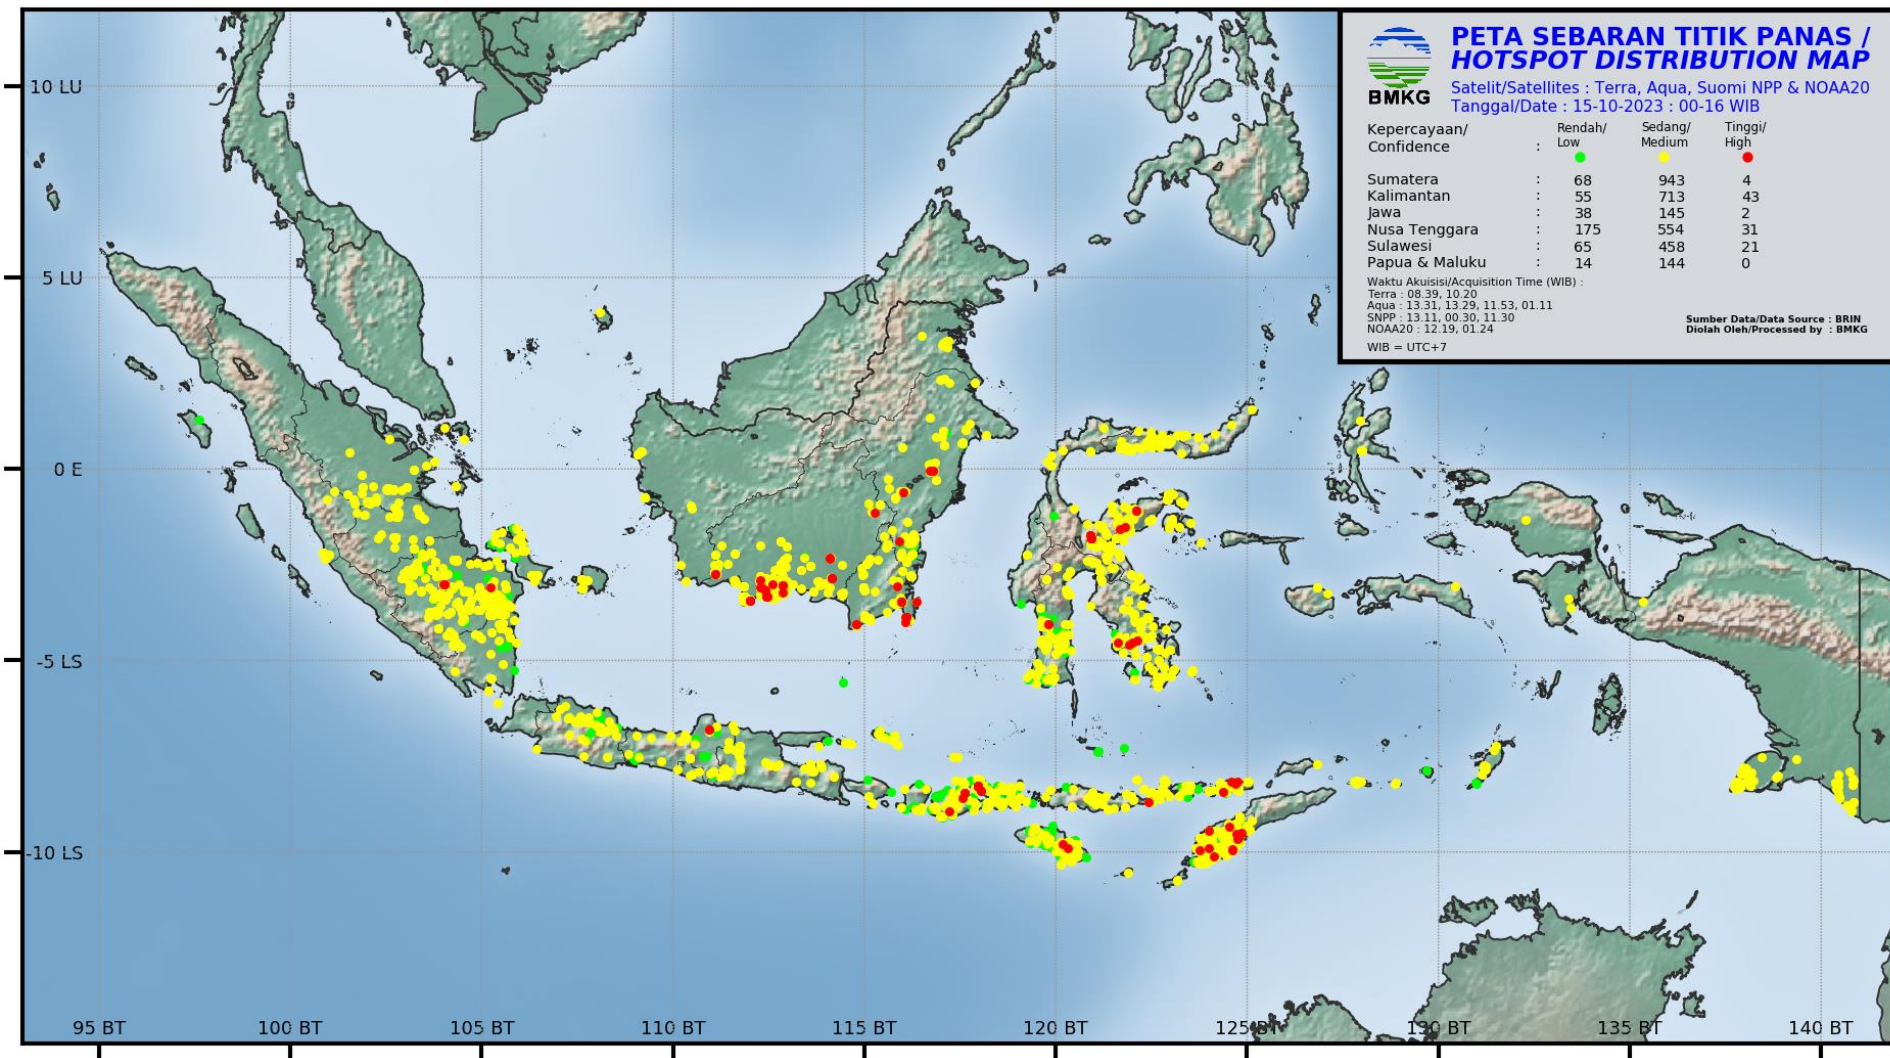 PETA SEBARAN TITIK PANAS /
HOTSPOT DISTRIBUTION MAP
Satelit/Satellites : Terra, Aqua, Suomi NPP & NOAA20
Tanggal/Date : 15-10-2023 : 00-16 WIB
BMKG
Kepercayaan/ Rendah/ Sedang/ Tinggi/
Confidence : Low Medium High
Sumatera : 68 943 4
Kalimantan : 55 713 43
Jawa : 38 145 2
Nusa Tenggara : 175 554 31
Sulawesi : 65 458 21
Papua & Maluku : 14 144 0
Waktu Akuisisi/Acquisition Time (WIB) :
Terra : 08.39, 10.20
Aqua : 13.31, 13.29, 11.53, 01.11
SNPP : 13.11, 00.30, 11.30
NOAA20 : 12.19, 01.24
WIB = UTC+7
Sumber Data/Data Source : BRIN
Diolah Oleh/Processed by : BMKG
10 LU
5 LU
0 E
-5 LS
-10 LS
95 BT 100 BT 105 BT 110 BT 115 BT 120 BT 125 BT 130 BT 135 BT 140 BT